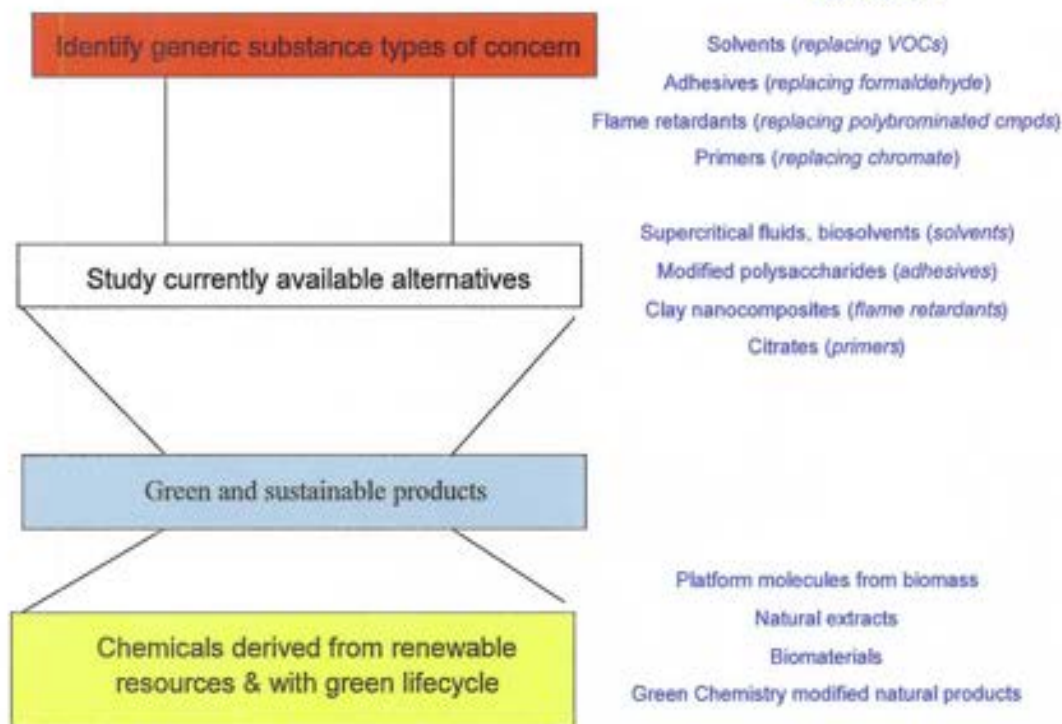 Identify generic substance types of concern
Solvents (replacing VOCs)
Adhesives (replacing formaldehyde)
Flame retardants (replacing polybrominated cmpds)
Primers (replacing chromate)
Study currently available alternatives
Supercritical fluids, biosolvents (solvents)
Modified polysaccharides (adhesives)
Clay nanocomposites (flame retardants)
Citrates (primers)
Green and sustainable products
Chemicals derived from renewable
resources & with green lifecycle
Platform molecules from biomass
Natural extracts
Biomaterials
Green Chemistry modified natural products